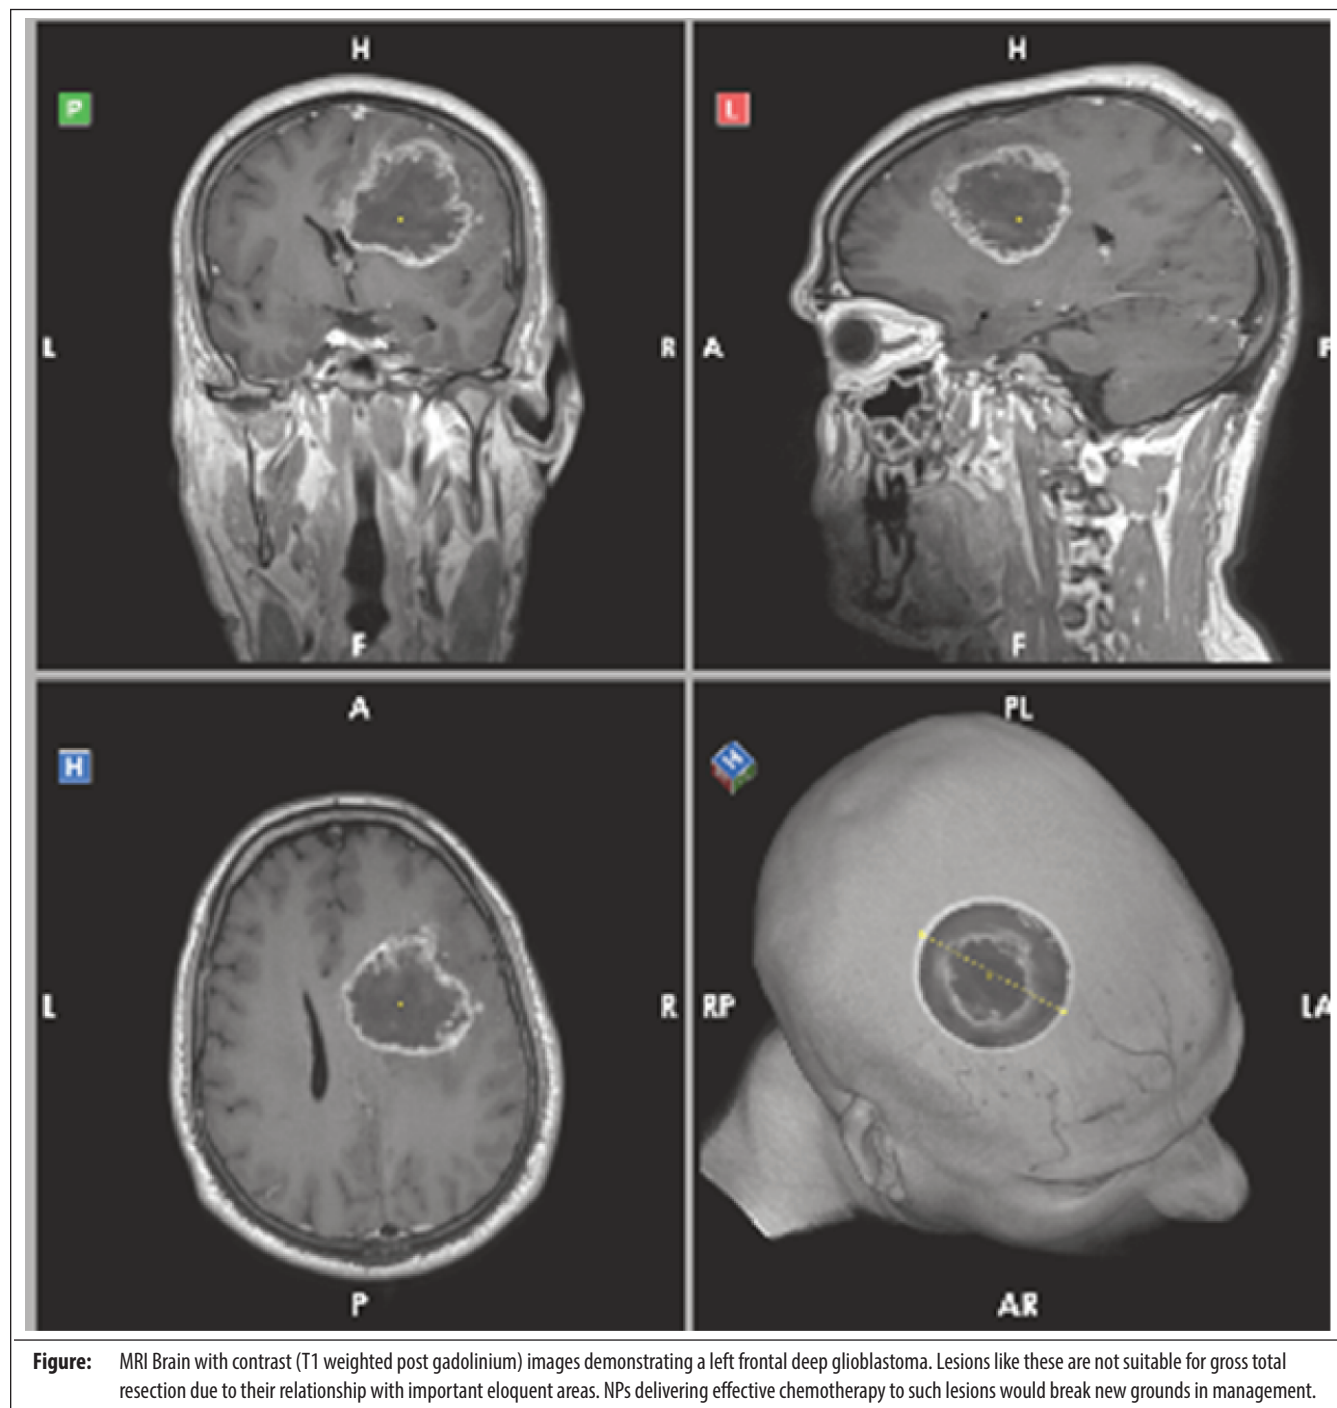 H
P
L
R
F
H
L
A
P
F
A
H
L
R
P
PL
H
RP
LA
AR
Figure: MRI Brain with contrast (T1 weighted post gadolinium) images demonstrating a left frontal deep glioblastoma. Lesions like these are not suitable for gross total
resection due to their relationship with important eloquent areas. NPs delivering effective chemotherapy to such lesions would break new grounds in management.